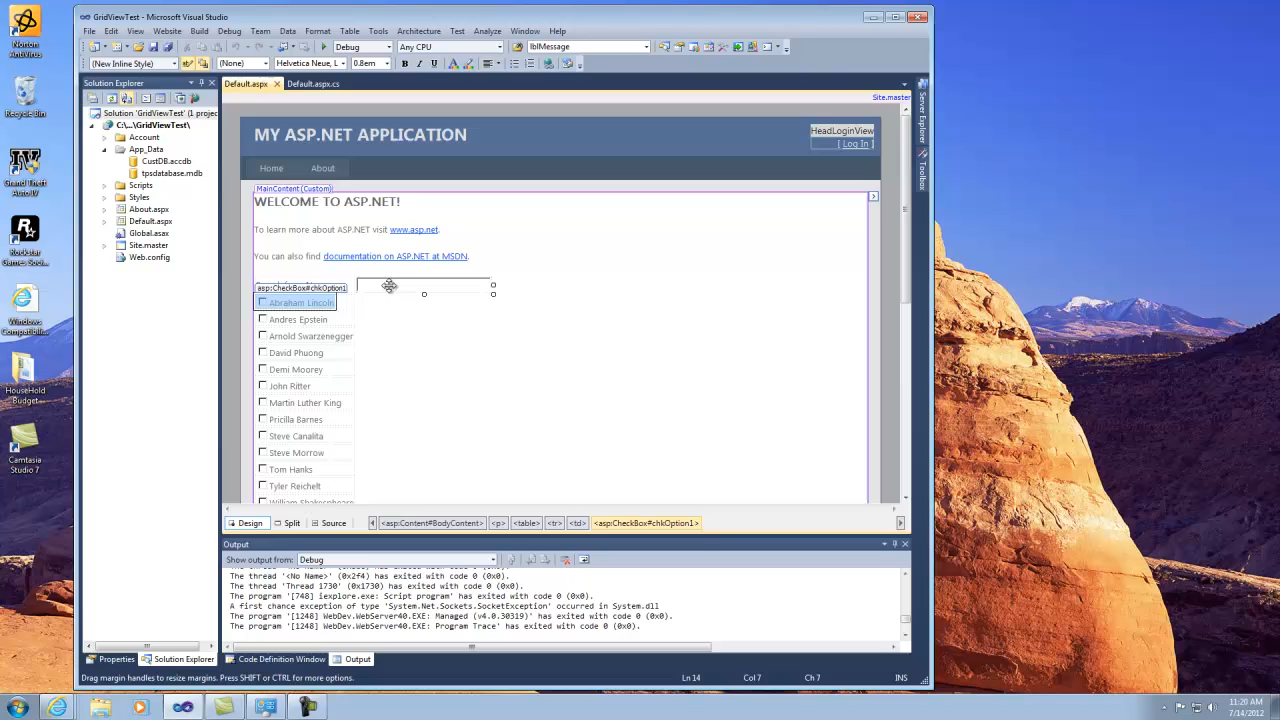 GridViewTest - Microsoft Visual Studio
File Edit View Website Build Debug Team Data Format Table Tools Architecture Test Analyze Window Help
Debug Any CPU lblMessage
(New Inline Style) (None) Helvetica Neue, L 0.8em B I U A
Solution Explorer
Default.aspx Default.aspx.cs
Site.master
Solution 'GridViewTest' (1 projec
C:\...\GridViewTest\
Account
App_Data
CustDB.accdb
tpsdatabase.mdb
Scripts
Styles
About.aspx
Default.aspx
Global.asax
Site.master
Web.config
MY ASP.NET APPLICATION
HeadLoginView
[ Log In ]
Home About
MainContent (Custom)
WELCOME TO ASP.NET!
To learn more about ASP.NET visit www.asp.net.
You can also find documentation on ASP.NET at MSDN.
asp:CheckBox#chkOption1
Abraham Lincoln
Andres Epstein
Arnold Swarzenegger
David Phuong
Demi Moorey
John Ritter
Martin Luther King
Pricilla Barnes
Steve Canalita
Steve Morrow
Tom Hanks
Tyler Reichelt
William Shakespheare
Design Split Source <asp:Content#BodyContent> <p> <table> <tr> <td> <asp:CheckBox#chkOption1>
Output
Show output from: Debug
The thread '<No Name>' (0x2f4) has exited with code 0 (0x0).
The thread 'Thread 1730' (0x1730) has exited with code 0 (0x0).
The program '[748] iexplore.exe: Script program' has exited with code 0 (0x0).
A first chance exception of type 'System.Net.Sockets.SocketException' occurred in System.dll
The program '[1248] WebDev.WebServer40.EXE: Managed (v4.0.30319)' has exited with code 0 (0x0).
The program '[1248] WebDev.WebServer40.EXE: Program Trace' has exited with code 0 (0x0).
Properties Solution Explorer Code Definition Window Output
Drag margin handles to resize margins. Press SHIFT or CTRL for more options. Ln 14 Col 7 Ch 7 INS
Server Explorer
Toolbox
Norton
AntiVirus
Recycle Bin
Grand Theft
Auto IV
Rockstar
Games Soci...
Windows
Compatibili...
HouseHold
Budget
Camtasia
Studio 7
11:20 AM
7/14/2012